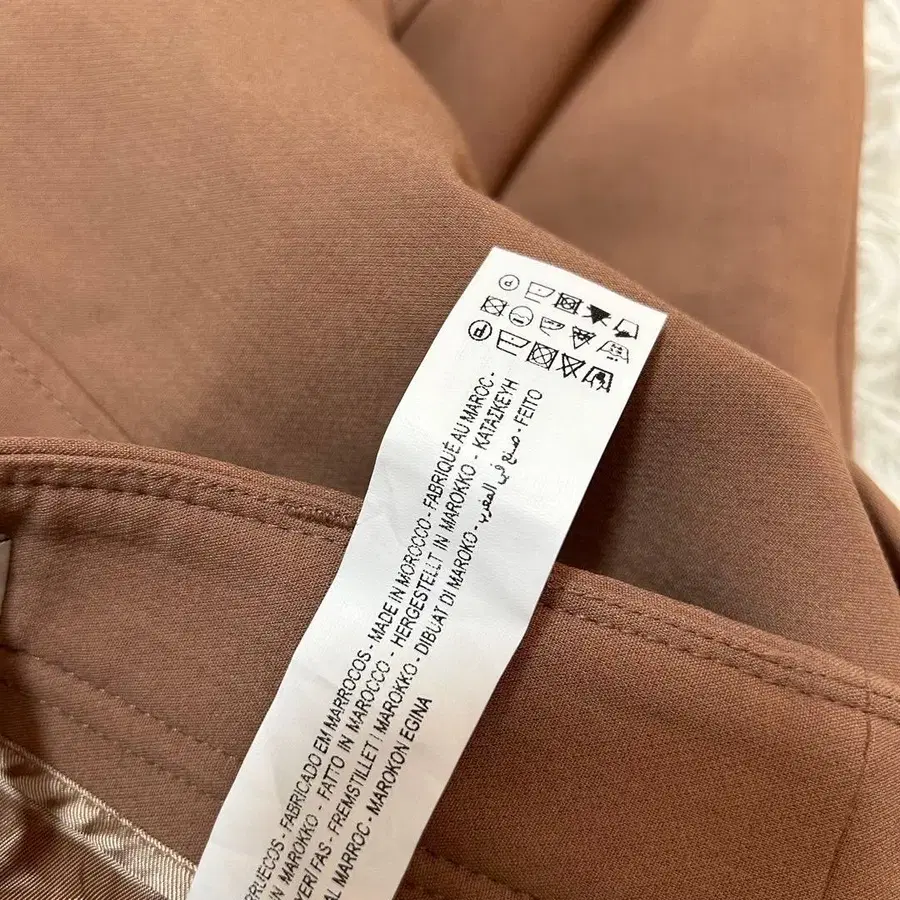 RRUECOS - FABRICADO EM MARROCOS - MADE IN MOROCCO - FABRIQUÉ AU MAROC -
IN MAROKKO - FATTO IN MAROCCO - HERGESTELLT IN MAROKKO - ΚΑΤΑΣΚΕΥΗ
YERI FAS - FREMSTILLET I MAROKKO - DIBUAT DI MAROKO - صنع في المغرب - FEITO
AL MARROC - MAROKON EGINA